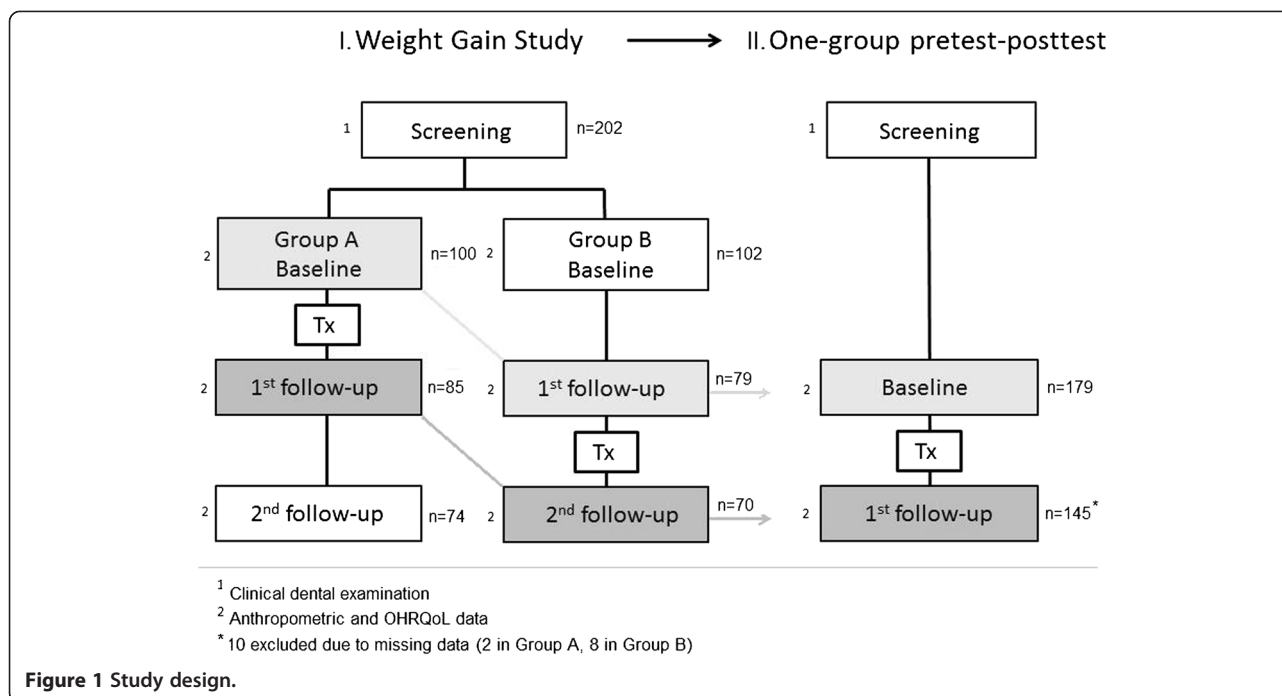 I. Weight Gain Study II. One-group pretest-posttest
1 Screening n=202 1 Screening
2 Group A Baseline n=100 2 Group B Baseline n=102
Tx
2 1st follow-up n=85 2 1st follow-up n=79 2 Baseline n=179
Tx Tx
2 2nd follow-up n=74 2 2nd follow-up n=70 2 1st follow-up n=145*
1 Clinical dental examination
2 Anthropometric and OHRQoL data
* 10 excluded due to missing data (2 in Group A, 8 in Group B)
Figure 1 Study design.